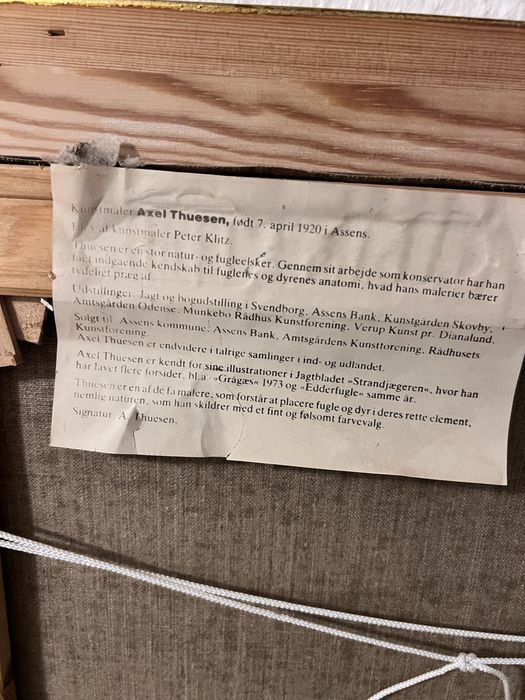 Kunstmaler Axel Thuesen, født 7. april 1920 i Assens.
Elev af kunstmaler Peter Klitz.
Thuesen er en stor natur- og fugleelsker. Gennem sit arbejde som konservator har han
fået indgående kendskab til fuglenes og dyrenes anatomi, hvad hans malerier bærer
tydeligt præg af.
Udstillinger: Jagt og bogudstilling i Svendborg, Assens Bank, Kunstgården Skovby,
Amtsgården Odense, Munkebo Rådhus Kunstforening, Verup Kunst pr. Dianalund.
Solgt til: Assens kommune, Assens Bank, Amtsgårdens Kunstforening, Rådhusets
Kunstforening.
Axel Thuesen er endvidere i talrige samlinger i ind- og udlandet.
Axel Thuesen er kendt for sine illustrationer i Jagtbladet »Strandjægeren«, hvor han
har lavet flere forsider, bl.a. »Grågæs« 1973 og »Edderfugle« samme år.
Thuesen er en af de få malere, som forstår at placere fugle og dyr i deres rette element,
nemlig naturen, som han skildrer med et fint og følsomt farvevalg.
Signatur: A. Thuesen.